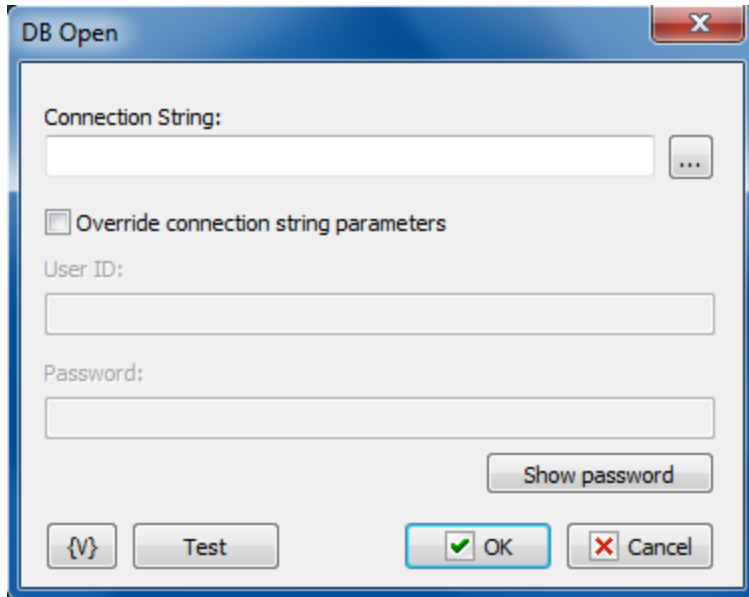 DB Open
Connection String:
...
Override connection string parameters
User ID:
Password:
Show password
{V} Test OK Cancel